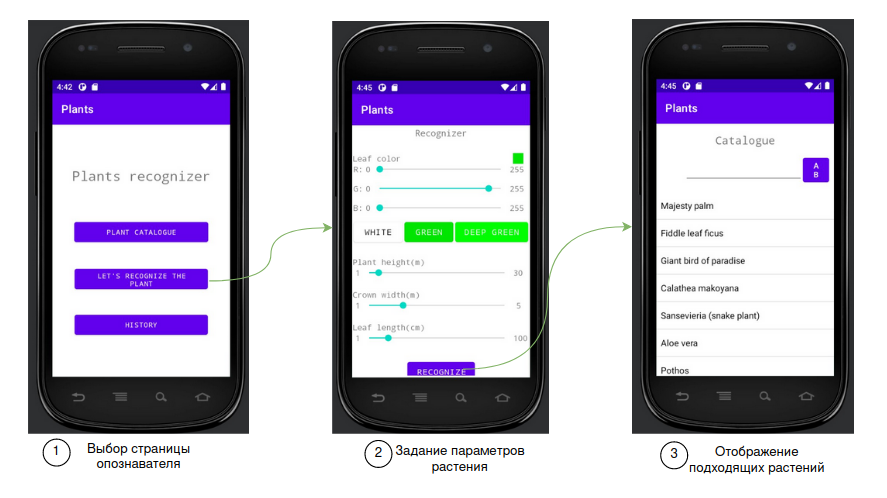 4:42
Plants
Plants recognizer
PLANT CATALOGUE
LET'S RECOGNIZE THE
PLANT
HISTORY
1
Выбор страницы
опознавателя
4:45
Plants
Recognizer
Leaf color
R: 0 255
G: 0 255
B: 0 255
WHITE GREEN DEEP GREEN
Plant height(m)
1 30
Crown width(m)
1 5
Leaf length(cm)
1 100
RECOGNIZE
2
Задание параметров
растения
4:45
Plants
Catalogue
A
B
Majesty palm
Fiddle leaf ficus
Giant bird of paradise
Calathea makoyana
Sansevieria (snake plant)
Aloe vera
Pothos
3
Отображение
подходящих растений